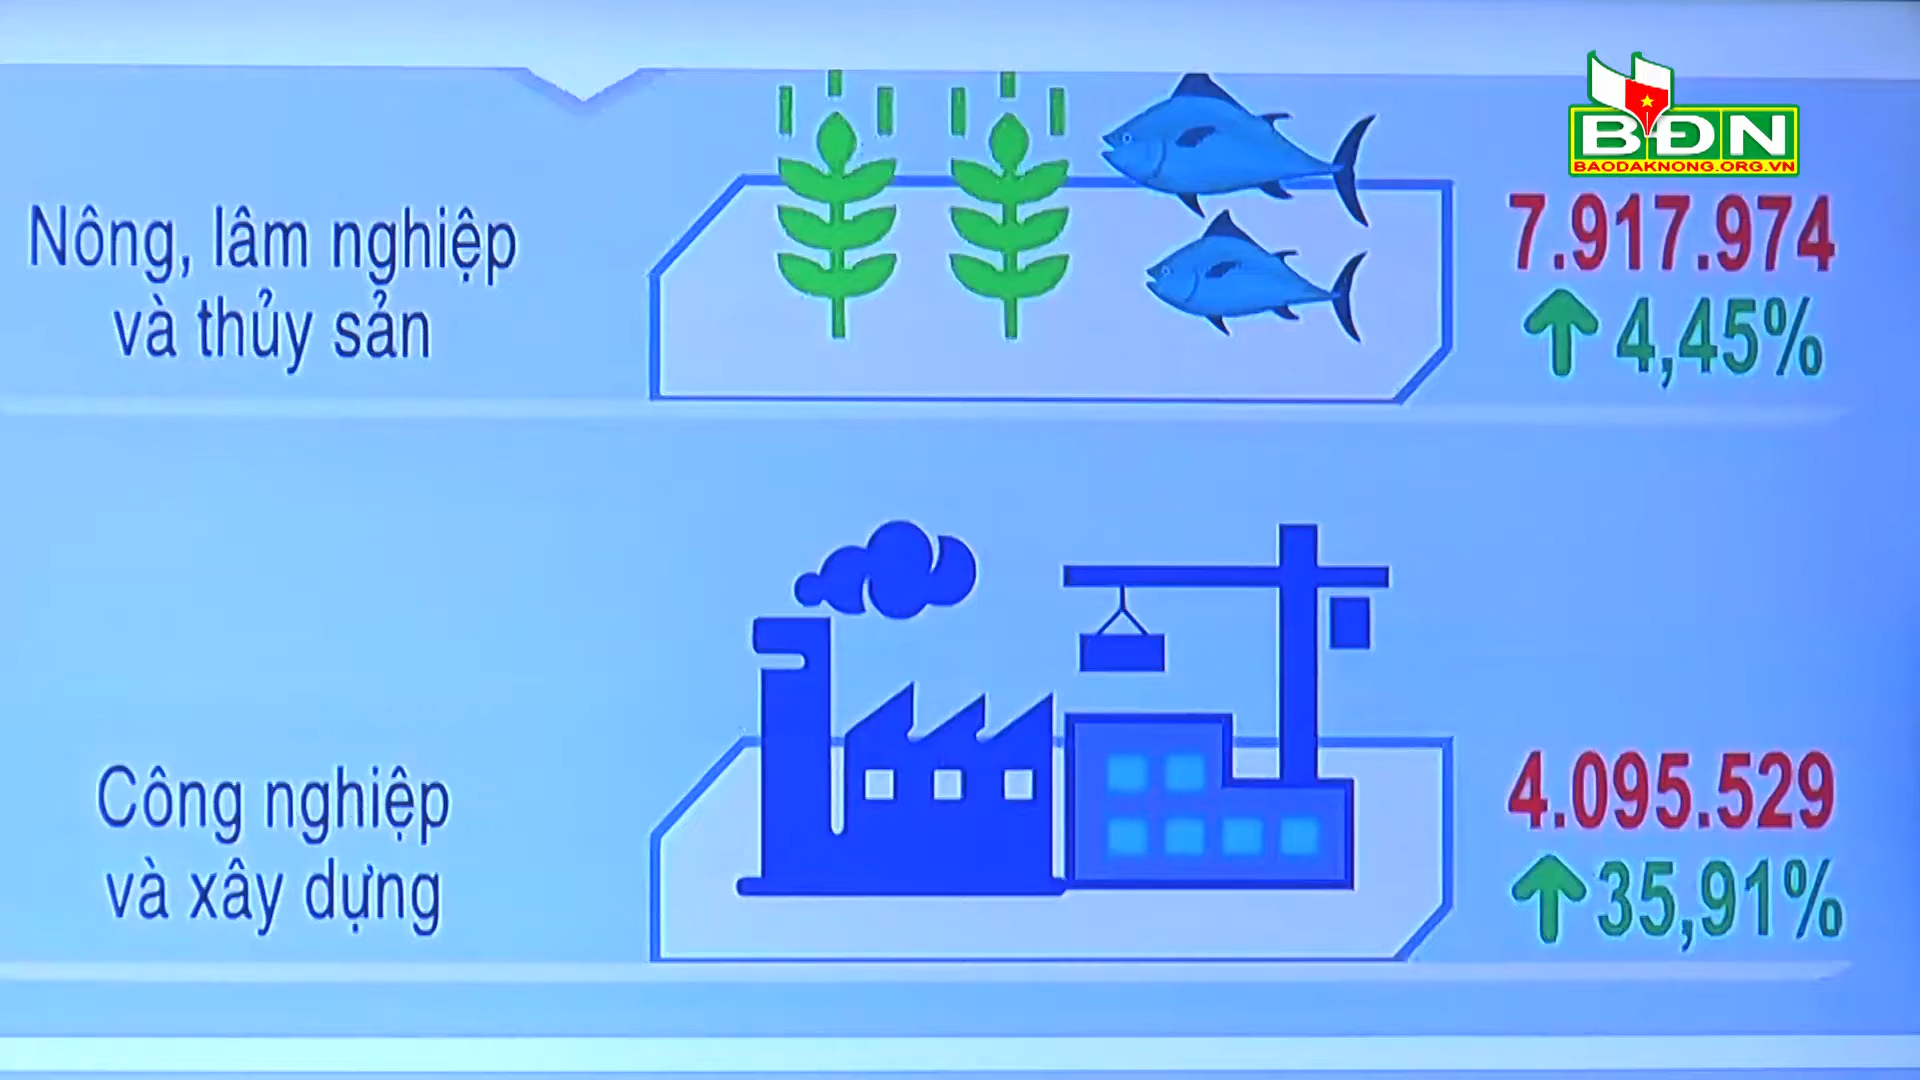 BĐN
BAODAKNONG.ORG.VN
Nông, lâm nghiệp
và thủy sản
7.917.974
4,45%
Công nghiệp
và xây dựng
4.095.529
35,91%